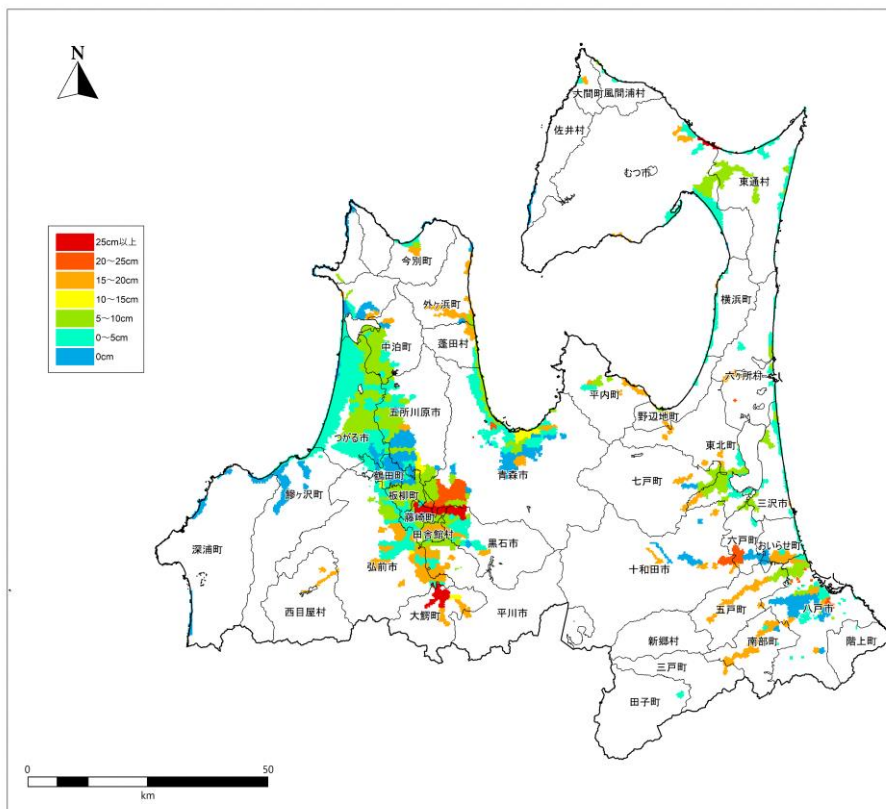 N
大間町
風間浦村
佐井村
むつ市
東通村
今別町
外ヶ浜町
横浜町
25cm以上
20～25cm
15～20cm
10～15cm
5～10cm
0～5cm
0cm
中泊町
蓬田村
六ヶ所村
平内町
野辺地町
五所川原市
つがる市
東北町
鶴田町
青森市
七戸町
鰺ヶ沢町
板柳町
三沢市
藤崎町
田舎館村
六戸町
おいらせ町
深浦町
黒石市
弘前市
十和田市
五戸町
八戸市
西目屋村
大鰐町
平川市
新郷村
南部町
階上町
三戸町
田子町
0
50
km